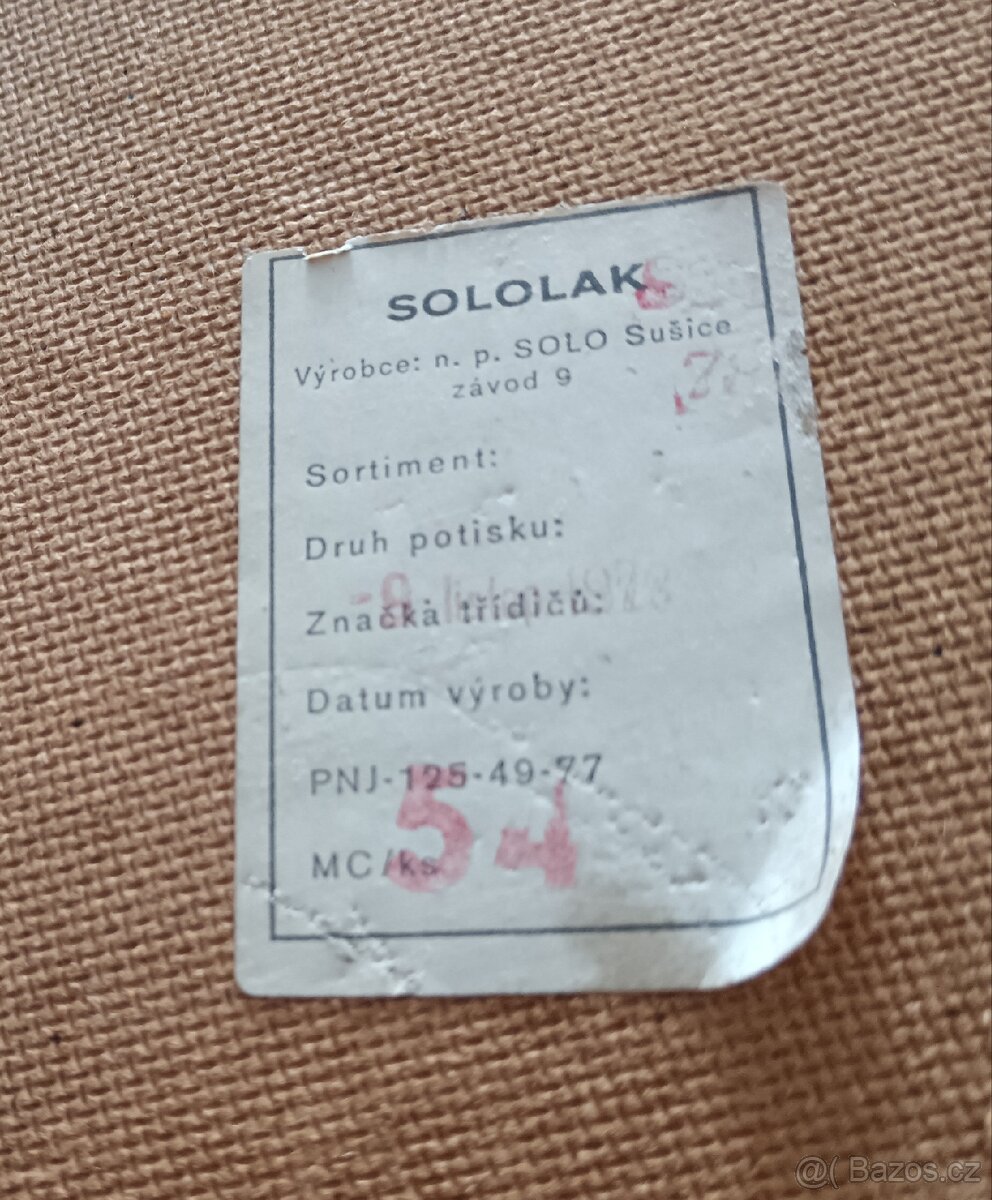 SOLOLAK
Výrobce: n. p. SOLO Sušice
závod 9
Sortiment:
Druh potisku:
Značka třídičů:
Datum výroby:
PNJ-125-49-77
MC/ks
54
@( Bazos.cz